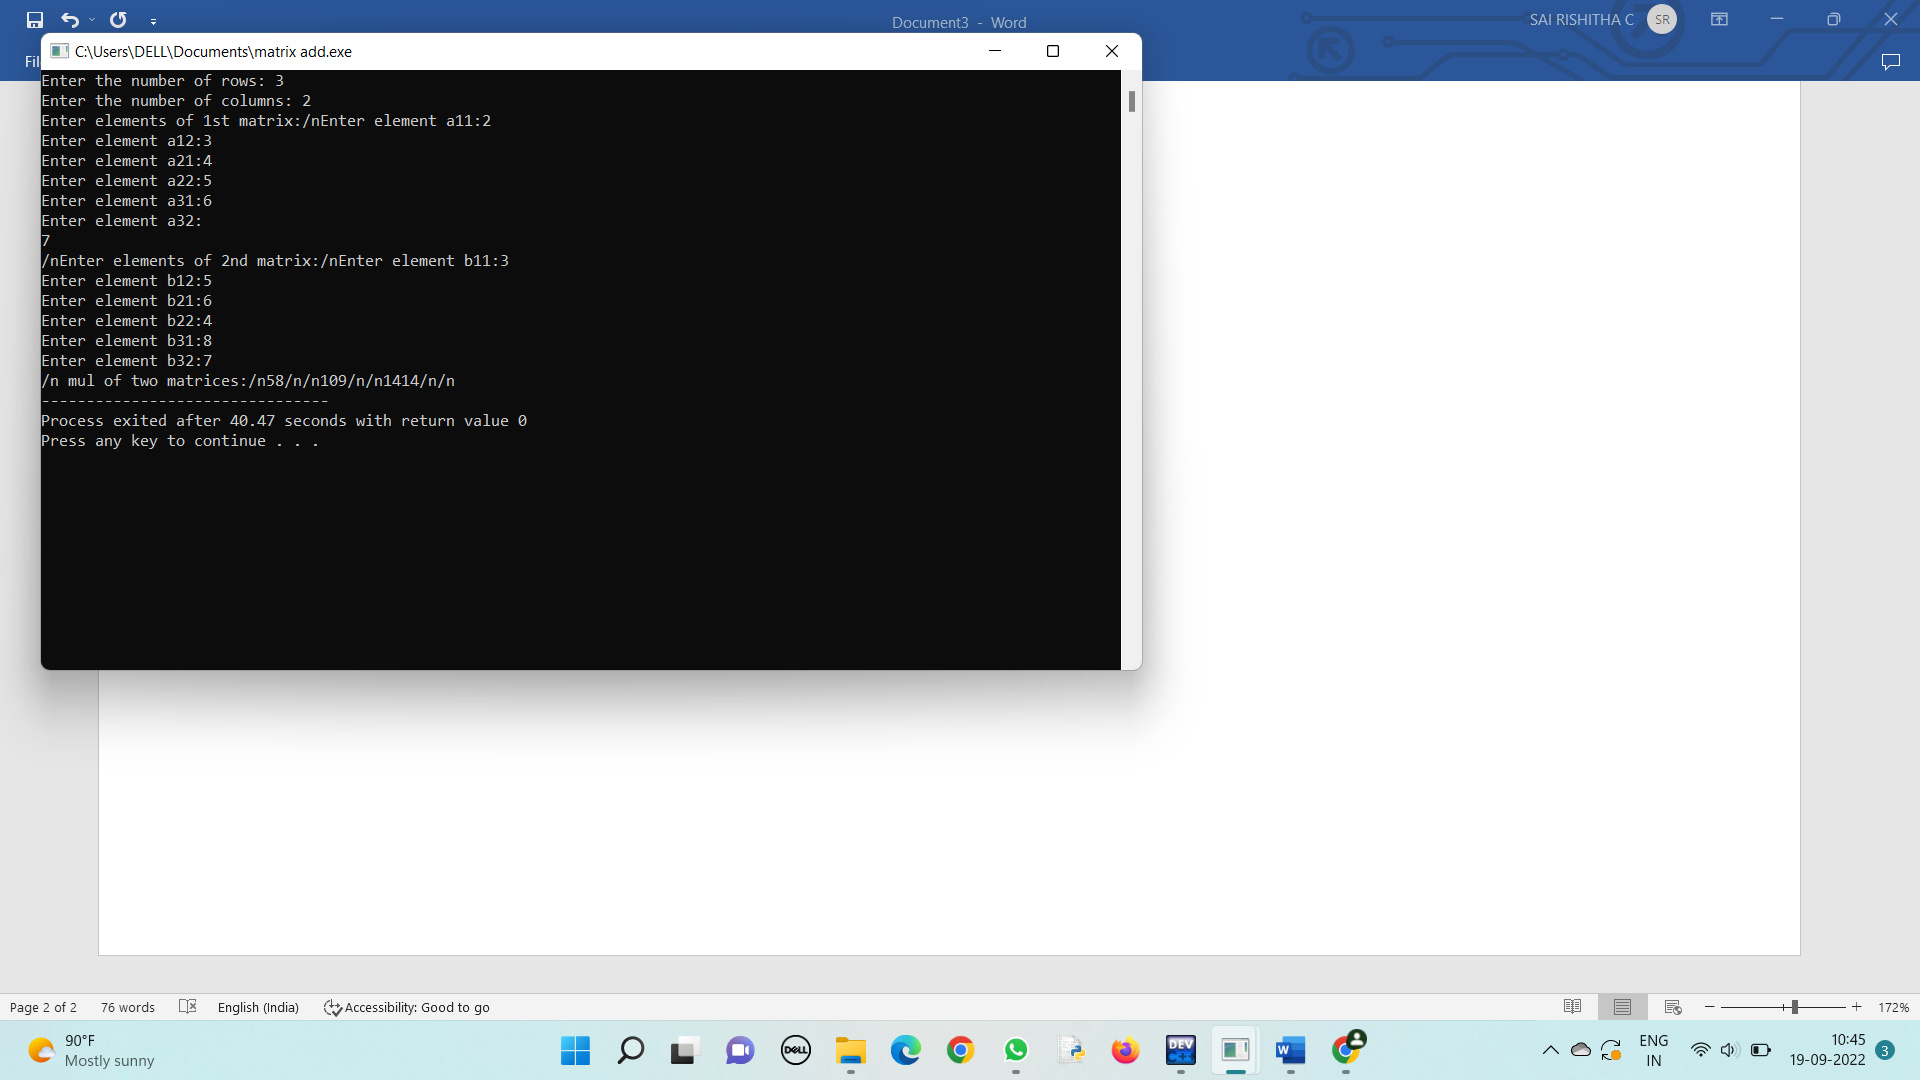 Document3 - Word
SAI RISHITHA C
SR
C:\Users\DELL\Documents\matrix add.exe
Enter the number of rows: 3
Enter the number of columns: 2
Enter elements of 1st matrix:/nEnter element a11:2
Enter element a12:3
Enter element a21:4
Enter element a22:5
Enter element a31:6
Enter element a32:
7
/nEnter elements of 2nd matrix:/nEnter element b11:3
Enter element b12:5
Enter element b21:6
Enter element b22:4
Enter element b31:8
Enter element b32:7
/n mul of two matrices:/n58/n/n109/n/n1414/n/n
--------------------------------
Process exited after 40.47 seconds with return value 0
Press any key to continue . . .
Page 2 of 2
76 words
English (India)
Accessibility: Good to go
172%
90°F
Mostly sunny
DELL
DEV
C++
W
ENG
IN
10:45
19-09-2022
3